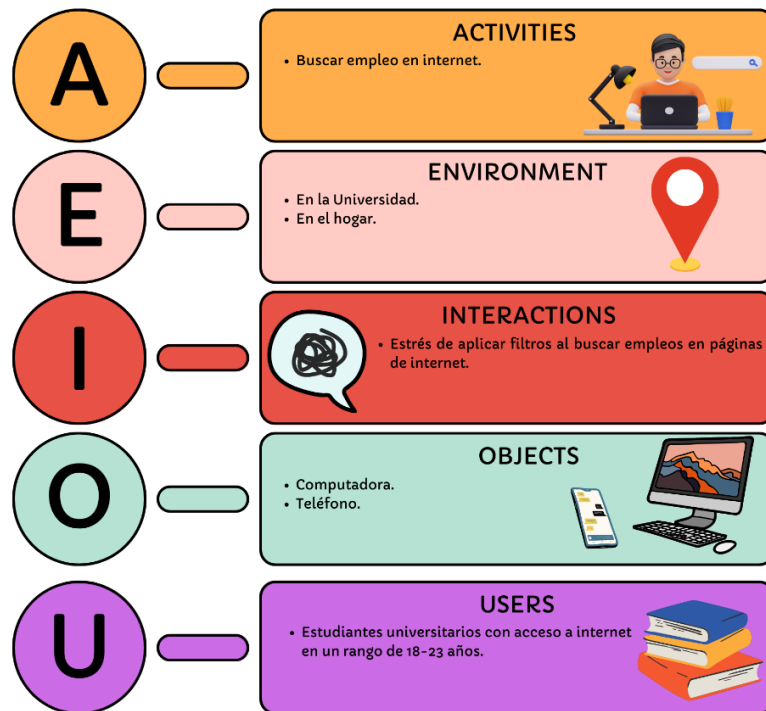 A
ACTIVITIES
• Buscar empleo en internet.
E
ENVIRONMENT
• En la Universidad.
• En el hogar.
I
INTERACTIONS
• Estrés de aplicar filtros al buscar empleos en páginas
de internet.
O
OBJECTS
• Computadora.
• Teléfono.
U
USERS
• Estudiantes universitarios con acceso a internet
en un rango de 18-23 años.